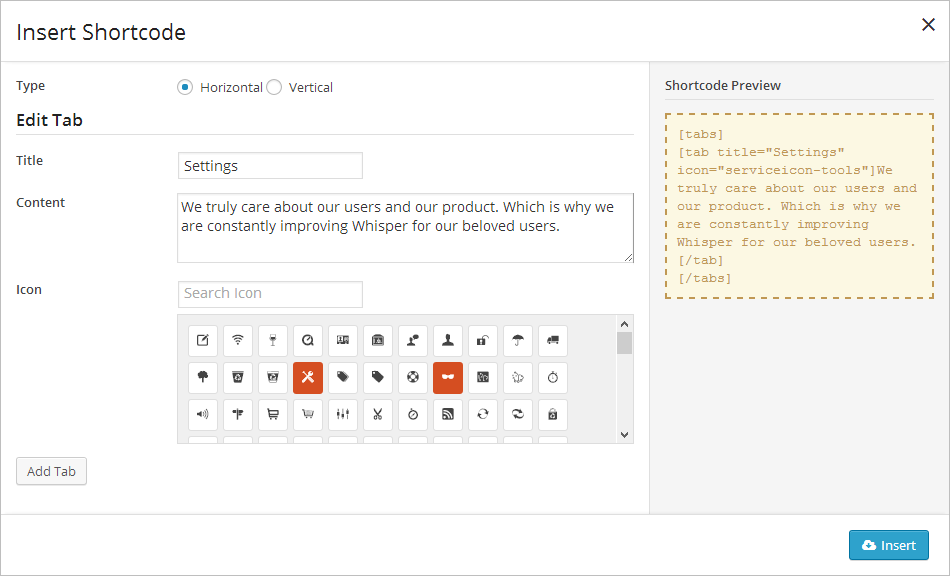 Insert Shortcode
Type
Horizontal
Vertical
Edit Tab
Title
Settings
Content
We truly care about our users and our product. Which is why we
are constantly improving Whisper for our beloved users.
Icon
Search Icon
Add Tab
Shortcode Preview
[tabs]
[tab title="Settings"
icon="serviceicon-tools"]We
truly care about our users and
our product. Which is why we
are constantly improving
Whisper for our beloved users.
[/tab]
[/tabs]
Insert